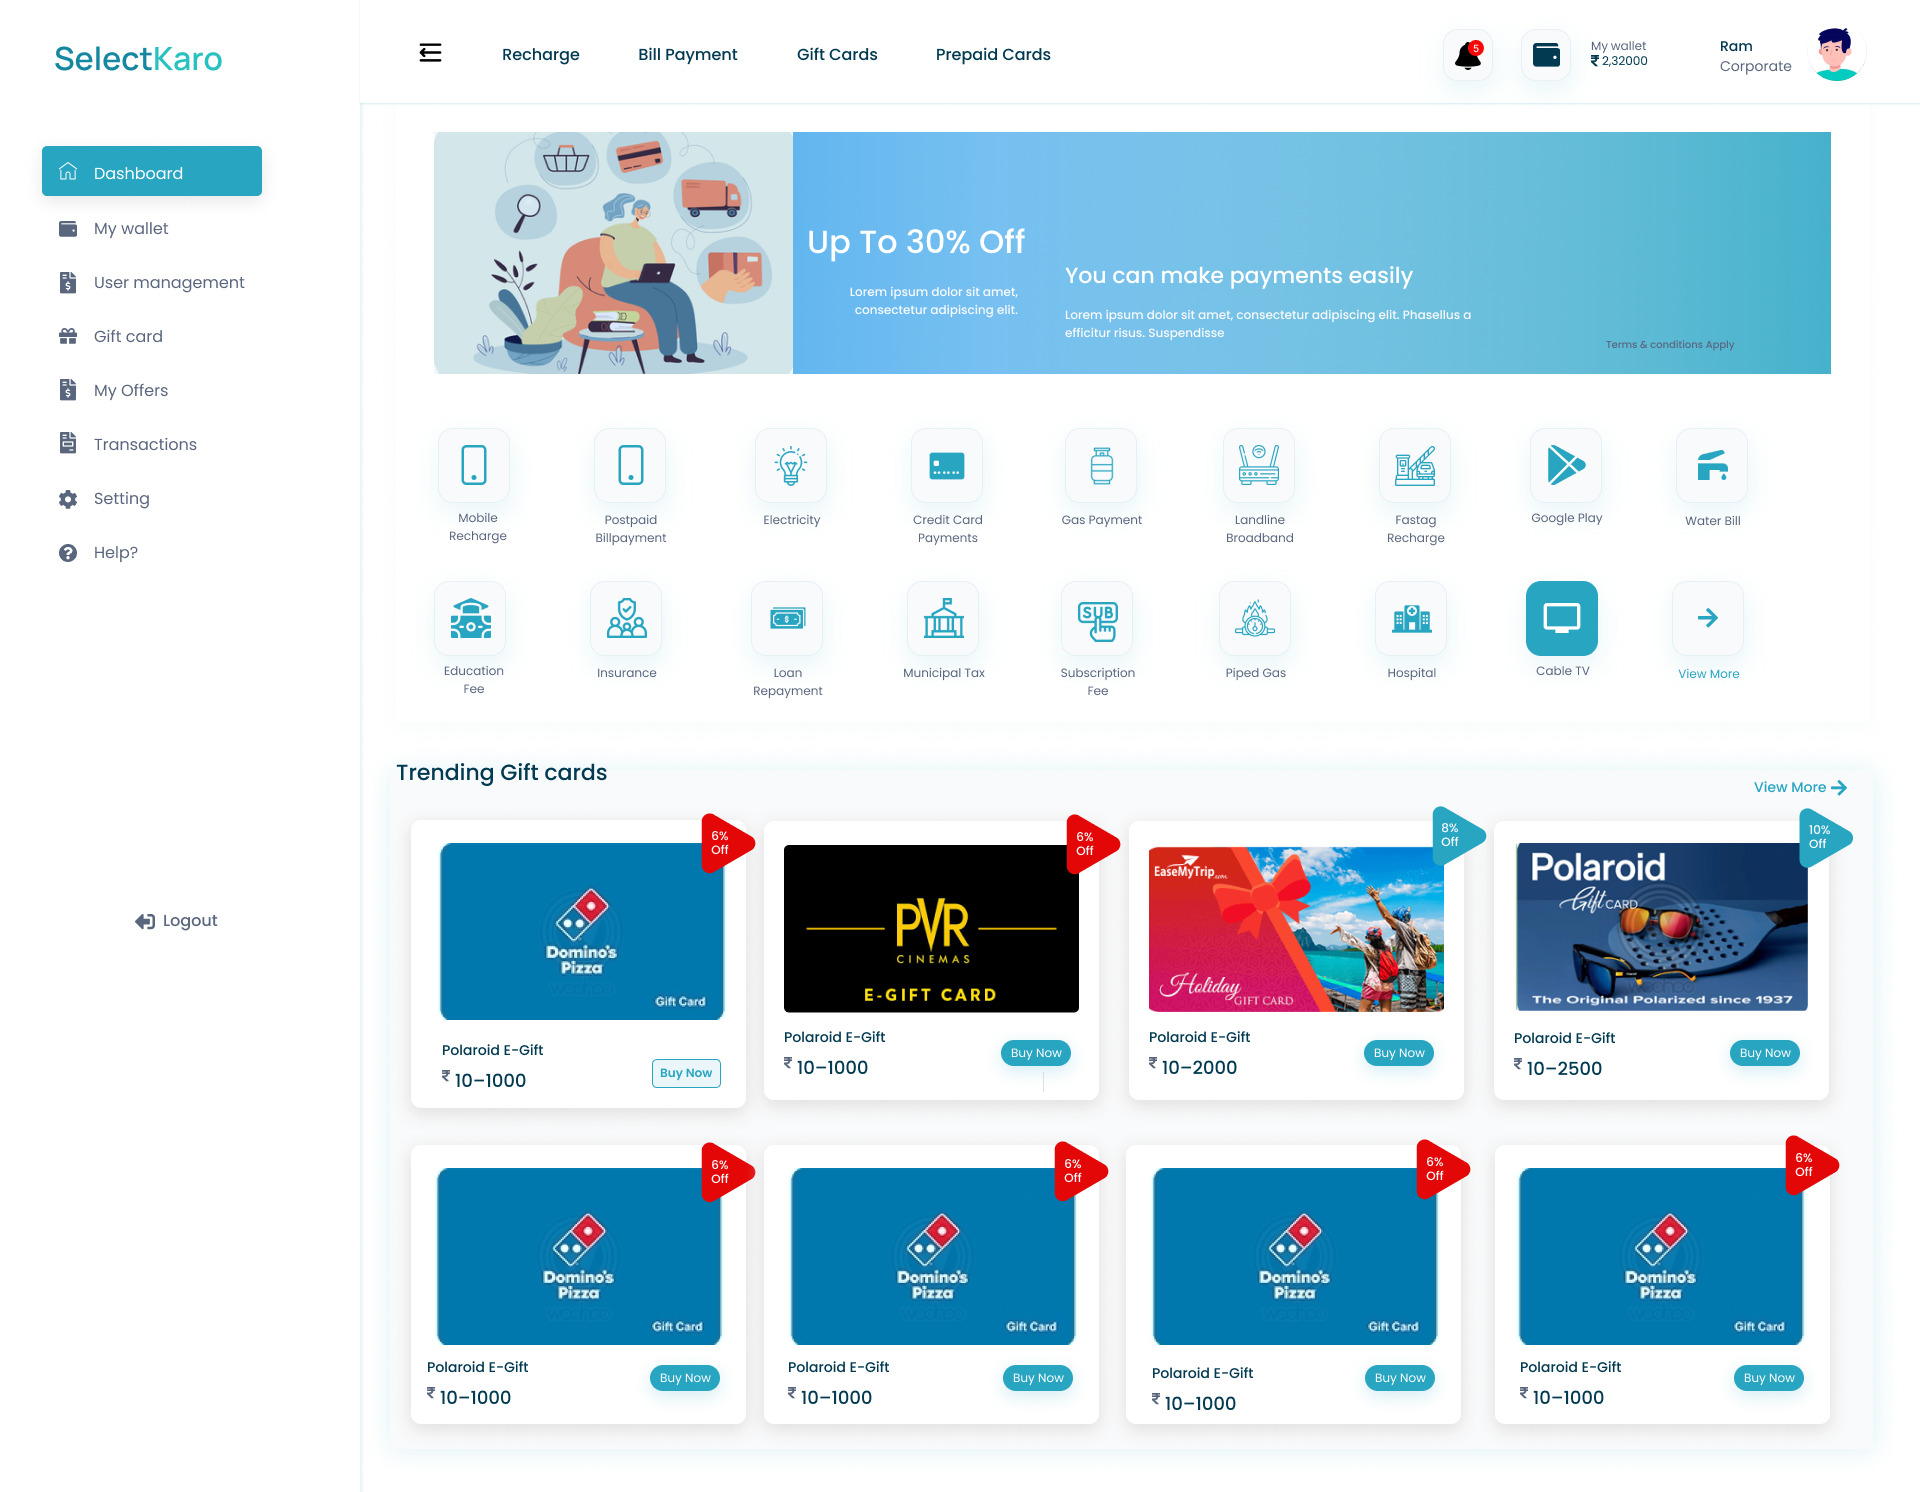 SelectKaro
Recharge
Bill Payment
Gift Cards
Prepaid Cards
5
My wallet
₹ 2,32000
Ram
Corporate
Dashboard
My wallet
User management
Gift card
My Offers
Transactions
Setting
Help?
Logout
Up To 30% Off
Lorem ipsum dolor sit amet,
consectetur adipiscing elit.
You can make payments easily
Lorem ipsum dolor sit amet, consectetur adipiscing elit. Phasellus a
efficitur risus. Suspendisse
Terms & conditions Apply
Mobile
Recharge
Postpaid
Billpayment
Electricity
Credit Card
Payments
Gas Payment
Landline
Broadband
Fastag
Recharge
Google Play
Water Bill
Education
Fee
Insurance
Loan
Repayment
Municipal Tax
SUB
Subscription
Fee
Piped Gas
Hospital
Cable TV
View More
Trending Gift cards
View More
6%
Off
Domino's
Pizza
Gift Card
Polaroid E-Gift
₹ 10–1000
Buy Now
6%
Off
PVR
CINEMAS
E-GIFT CARD
Polaroid E-Gift
₹ 10–1000
Buy Now
8%
Off
EaseMyTrip.com
Holiday
GIFT CARD
Polaroid E-Gift
₹ 10–2000
Buy Now
10%
Off
Polaroid
Gift CARD
The Original Polarized since 1937
Polaroid E-Gift
₹ 10–2500
Buy Now
6%
Off
Domino's
Pizza
woohoo
Gift Card
Polaroid E-Gift
₹ 10–1000
Buy Now
6%
Off
Domino's
Pizza
woohoo
Gift Card
Polaroid E-Gift
₹ 10–1000
Buy Now
6%
Off
Domino's
Pizza
woohoo
Gift Card
Polaroid E-Gift
₹ 10–1000
Buy Now
6%
Off
Domino's
Pizza
woohoo
Gift Card
Polaroid E-Gift
₹ 10–1000
Buy Now